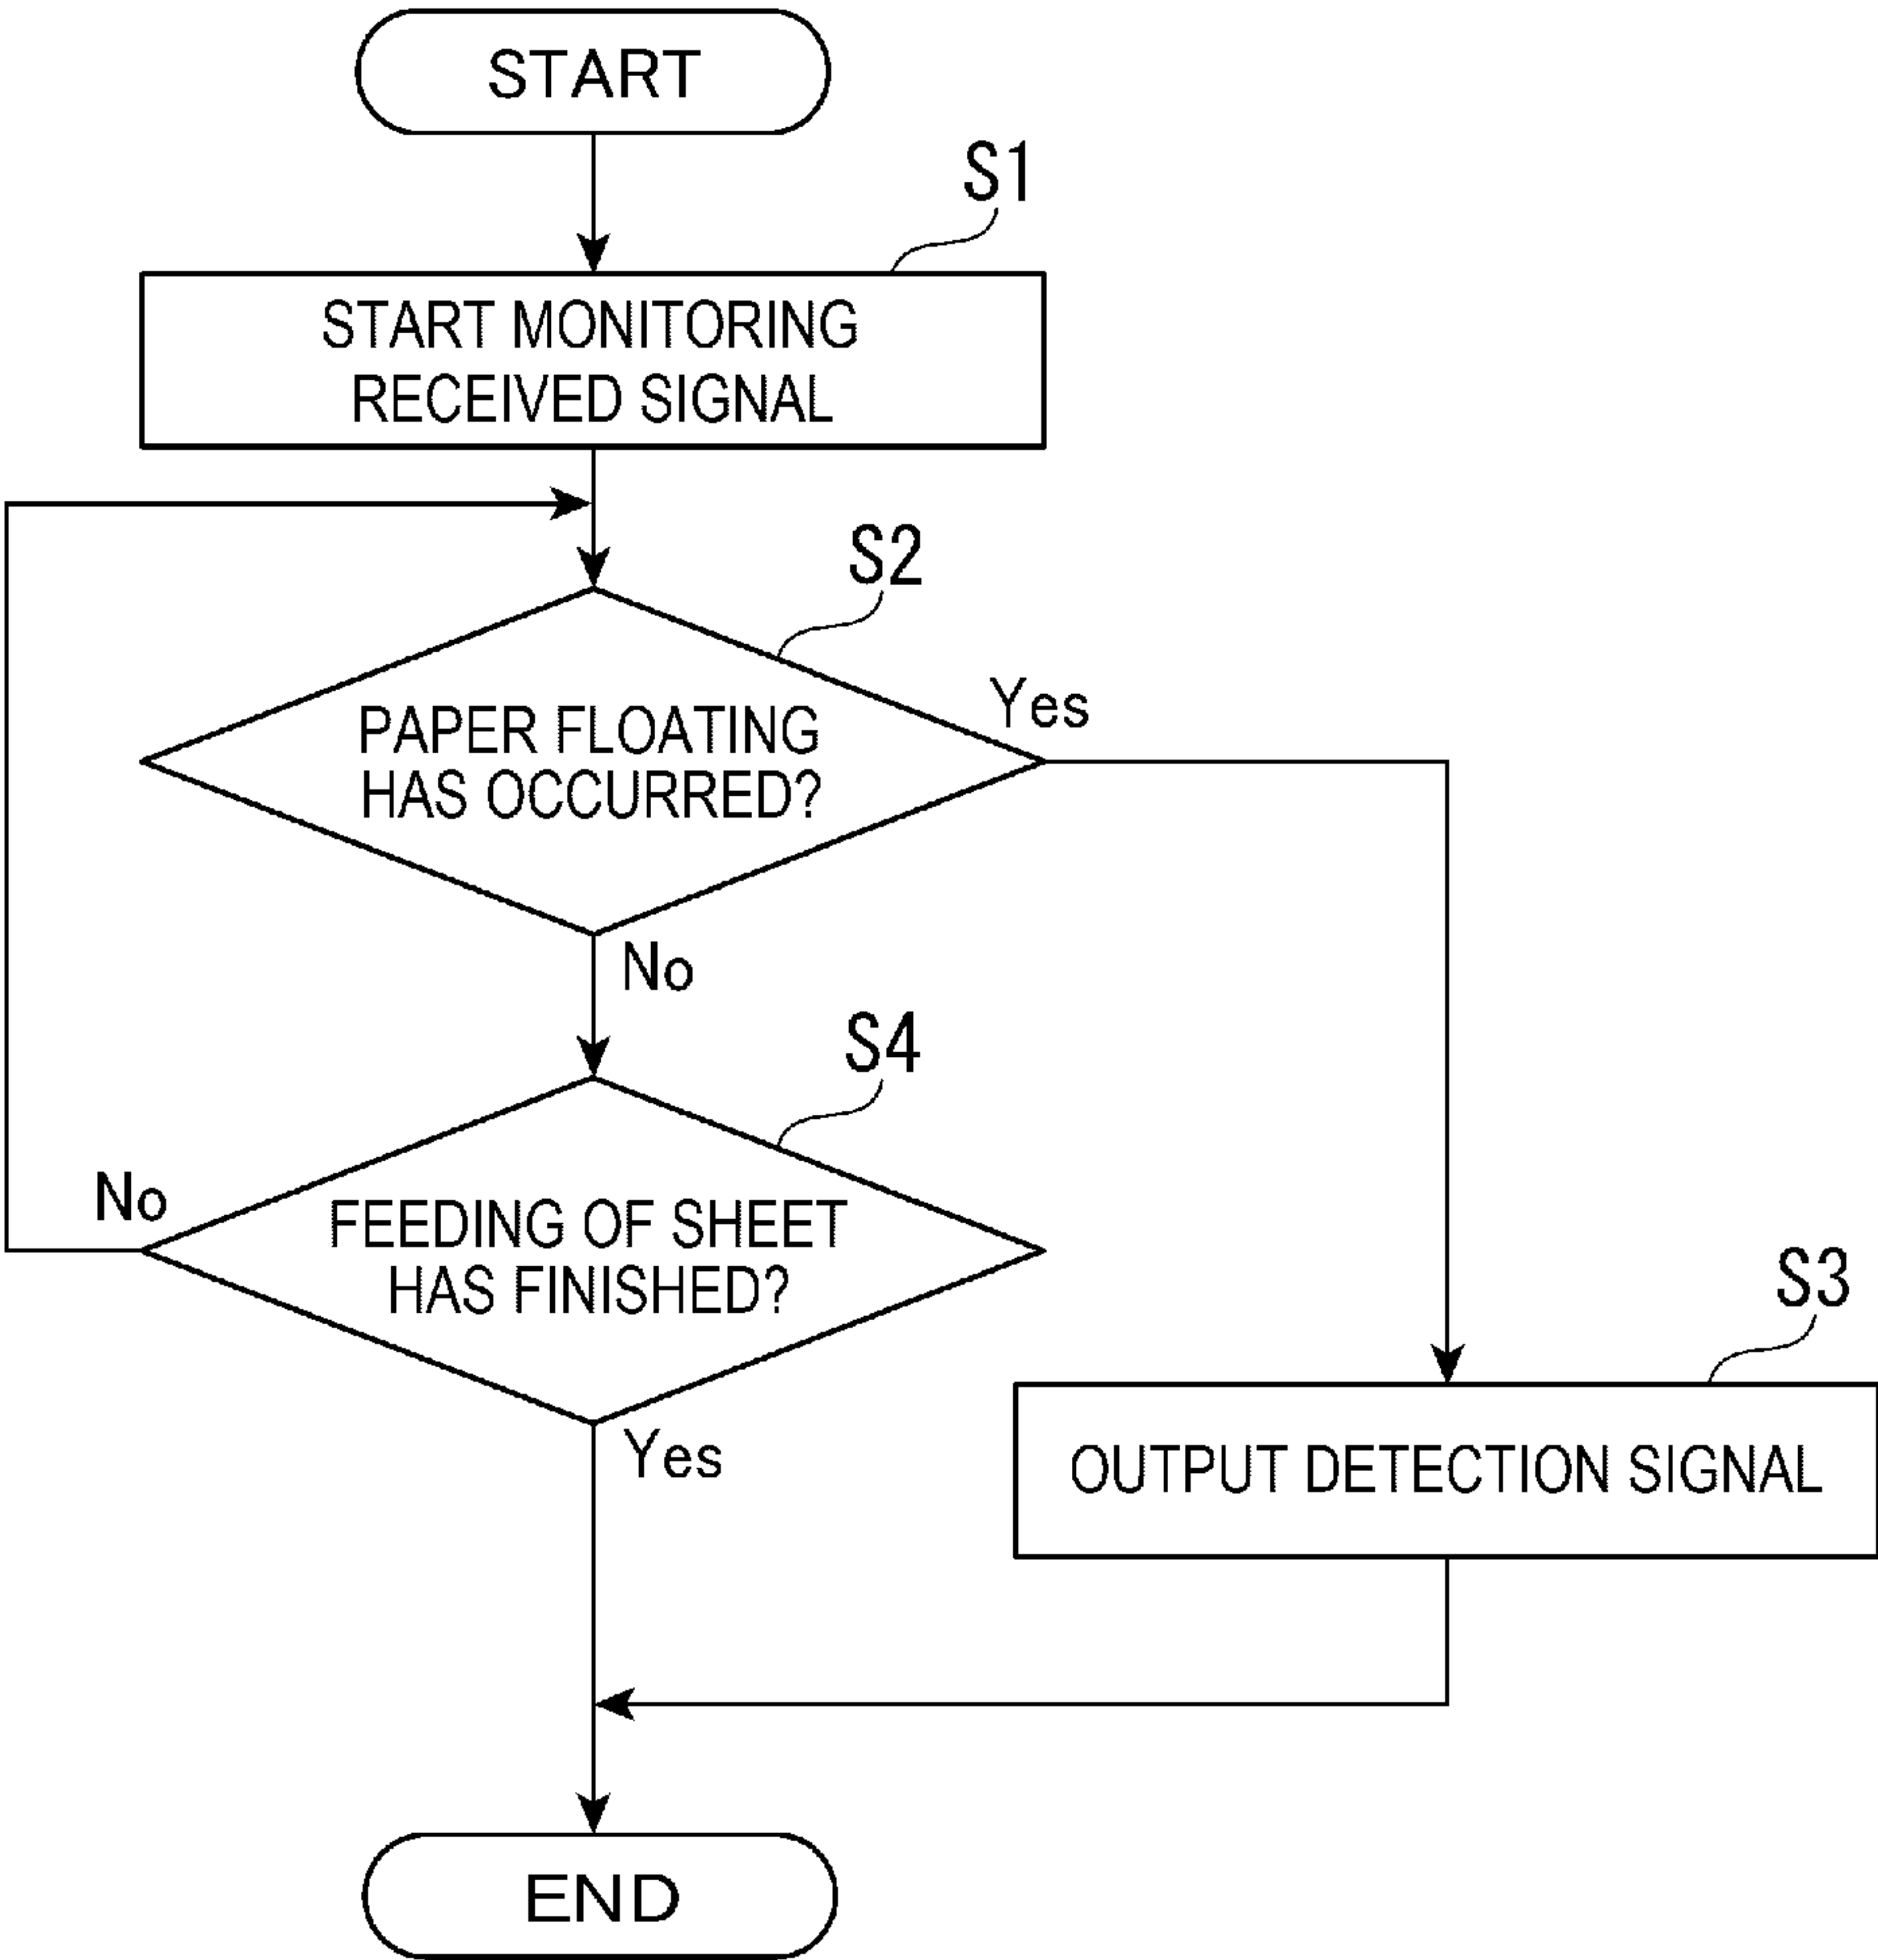 START
S1
START MONITORING
RECEIVED SIGNAL
S2
Yes
PAPER FLOATING
HAS OCCURRED?
No
S4
No
FEEDING OF SHEET
HAS FINISHED?
S3
Yes
OUTPUT DETECTION SIGNAL
END